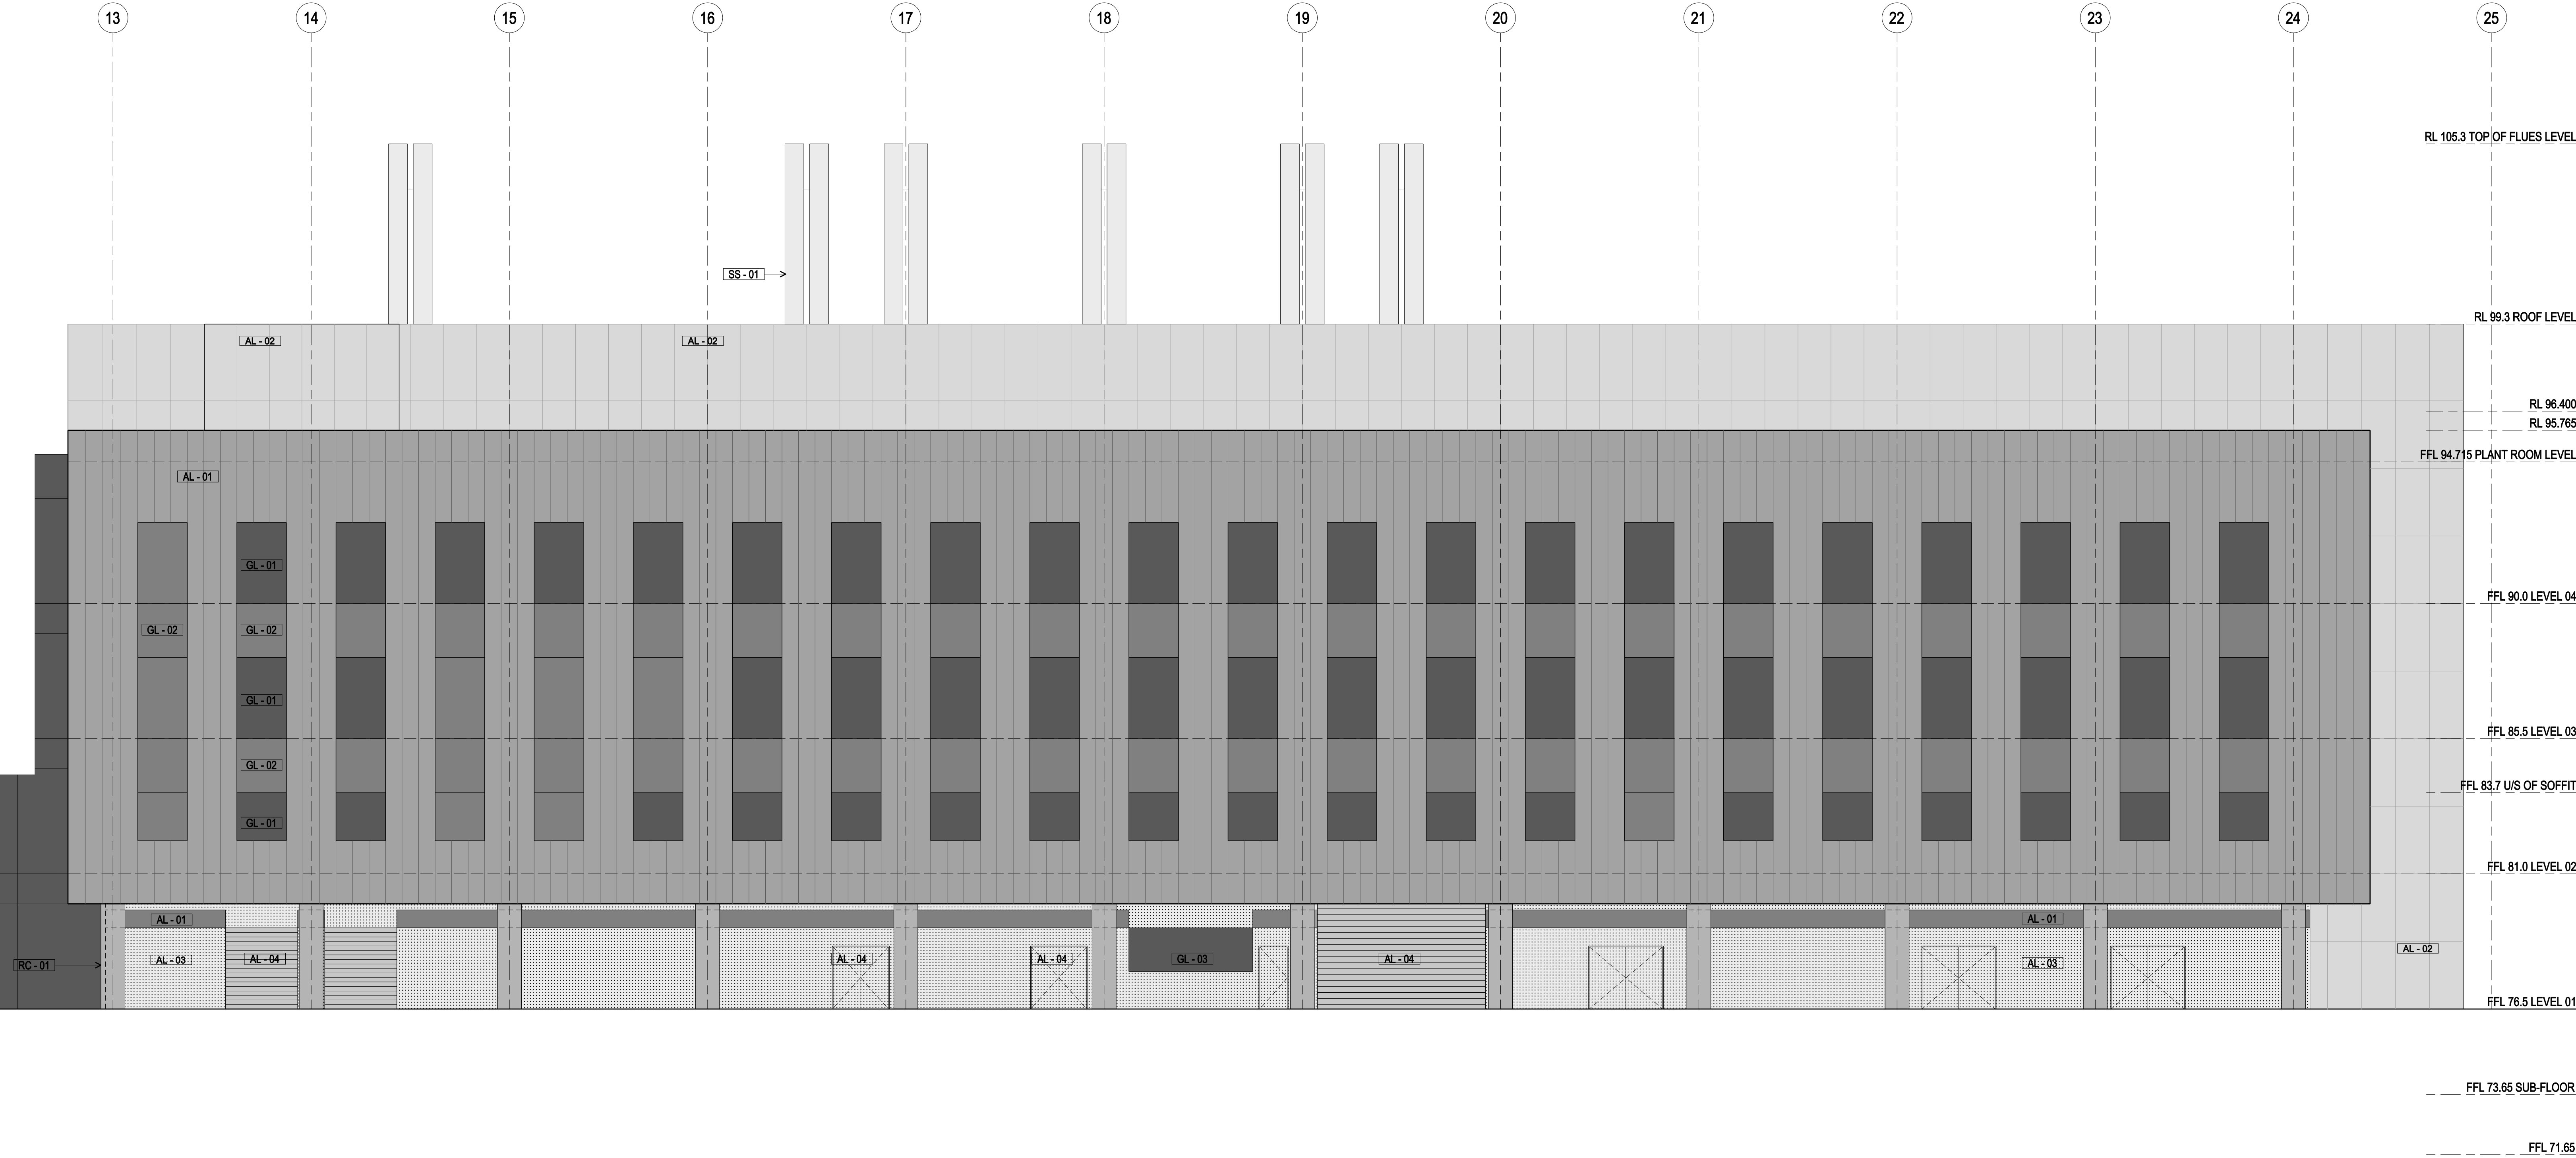 13 14 15 16 17 18 19 20 21 22 23 24 25
RL 105.3 TOP OF FLUES LEVEL
SS - 01
RL 99.3 ROOF LEVEL
AL - 02 AL - 02
RL 96.400
RL 95.765
FFL 94.715 PLANT ROOM LEVEL
AL - 01
GL - 01
FFL 90.0 LEVEL 04
GL - 02 GL - 02
GL - 01
FFL 85.5 LEVEL 03
GL - 02
FFL 83.7 U/S OF SOFFIT
GL - 01
FFL 81.0 LEVEL 02
AL - 01 AL - 01
AL - 02
AL - 03 AL - 04 AL - 04 AL - 04 GL - 03 AL - 04 AL - 03
RC - 01
FFL 76.5 LEVEL 01
FFL 73.65 SUB-FLOOR
FFL 71.65